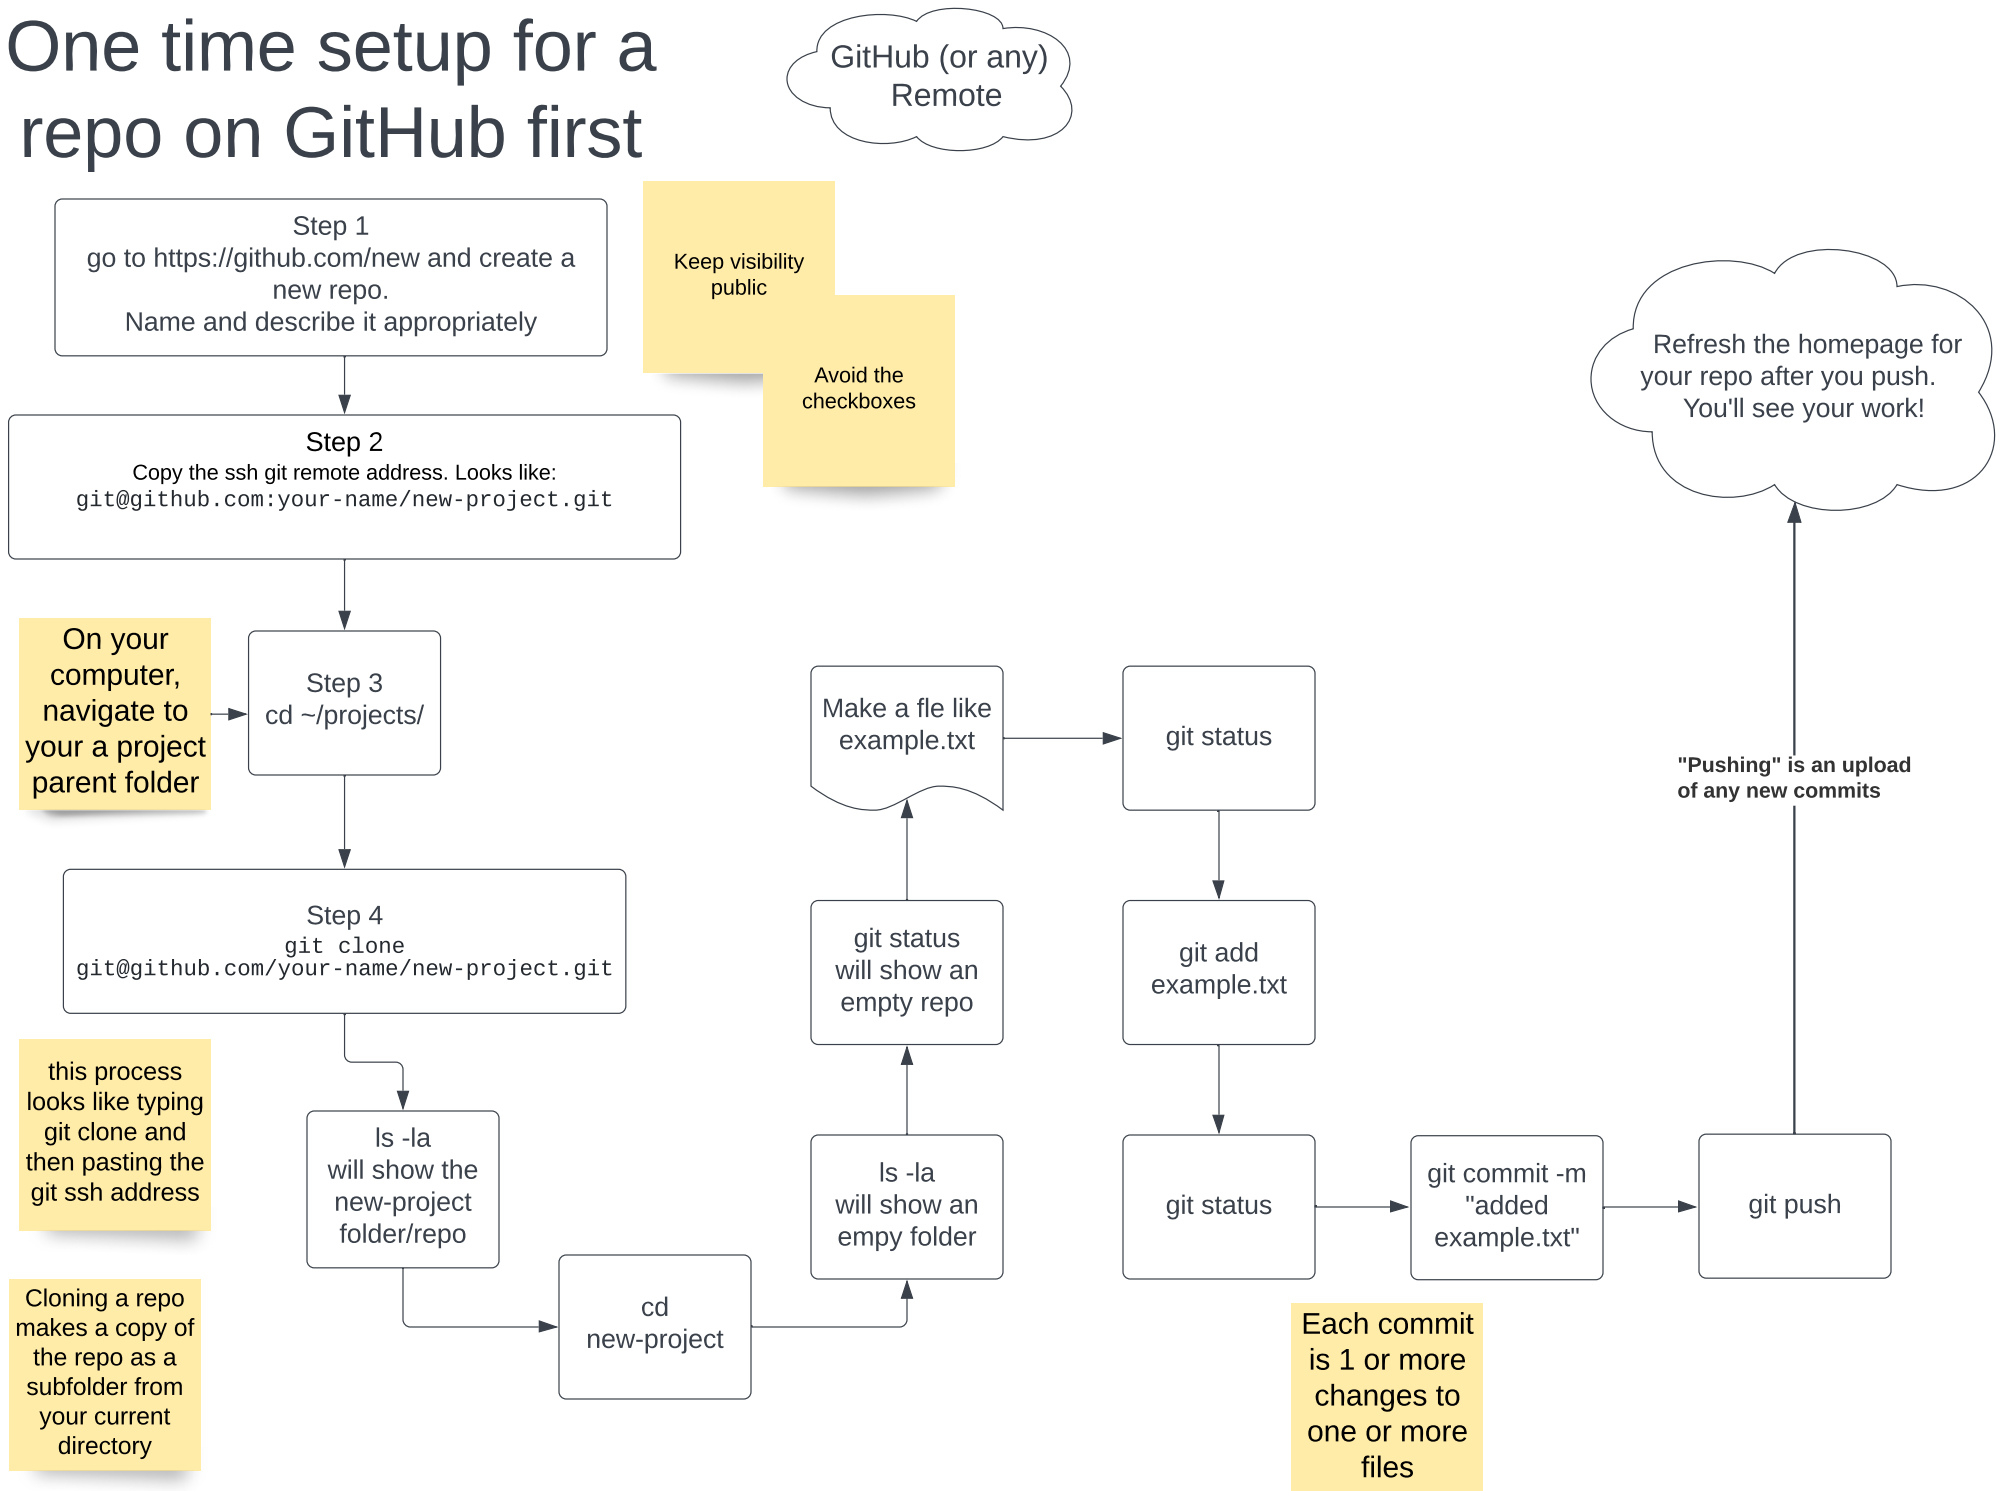 One time setup for a
repo on GitHub first
GitHub (or any)
Remote
Step 1
go to https://github.com/new and create a
new repo.
Name and describe it appropriately
Keep visibility
public
Avoid the
checkboxes
Step 2
Copy the ssh git remote address. Looks like:
git@github.com:your-name/new-project.git
On your
computer,
navigate to
your a project
parent folder
Step 3
cd ~/projects/
Step 4
git clone
git@github.com/your-name/new-project.git
this process
looks like typing
git clone and
then pasting the
git ssh address
Cloning a repo
makes a copy of
the repo as a
subfolder from
your current
directory
ls -la
will show the
new-project
folder/repo
cd
new-project
ls -la
will show an
empy folder
git status
will show an
empty repo
Make a fle like
example.txt
git status
git add
example.txt
git status
git commit -m
"added
example.txt"
Each commit
is 1 or more
changes to
one or more
files
git push
"Pushing" is an upload
of any new commits
Refresh the homepage for
your repo after you push.
You'll see your work!